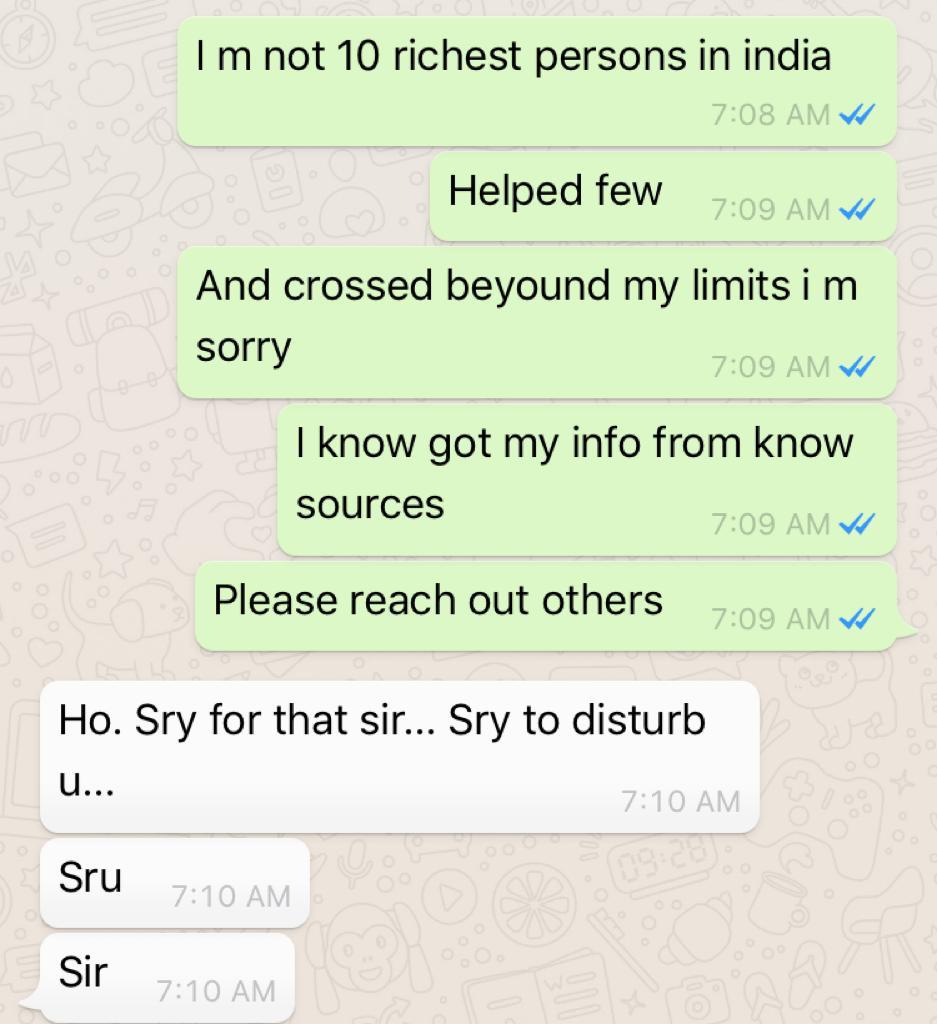 I m not 10 richest persons in india
7:08 AM
Helped few
7:09 AM
And crossed beyound my limits i m
sorry
7:09 AM
I know got my info from know
sources
7:09 AM
Please reach out others
7:09 AM
Ho. Sry for that sir... Sry to disturb
u...
7:10 AM
Sru
7:10 AM
Sir
7:10 AM